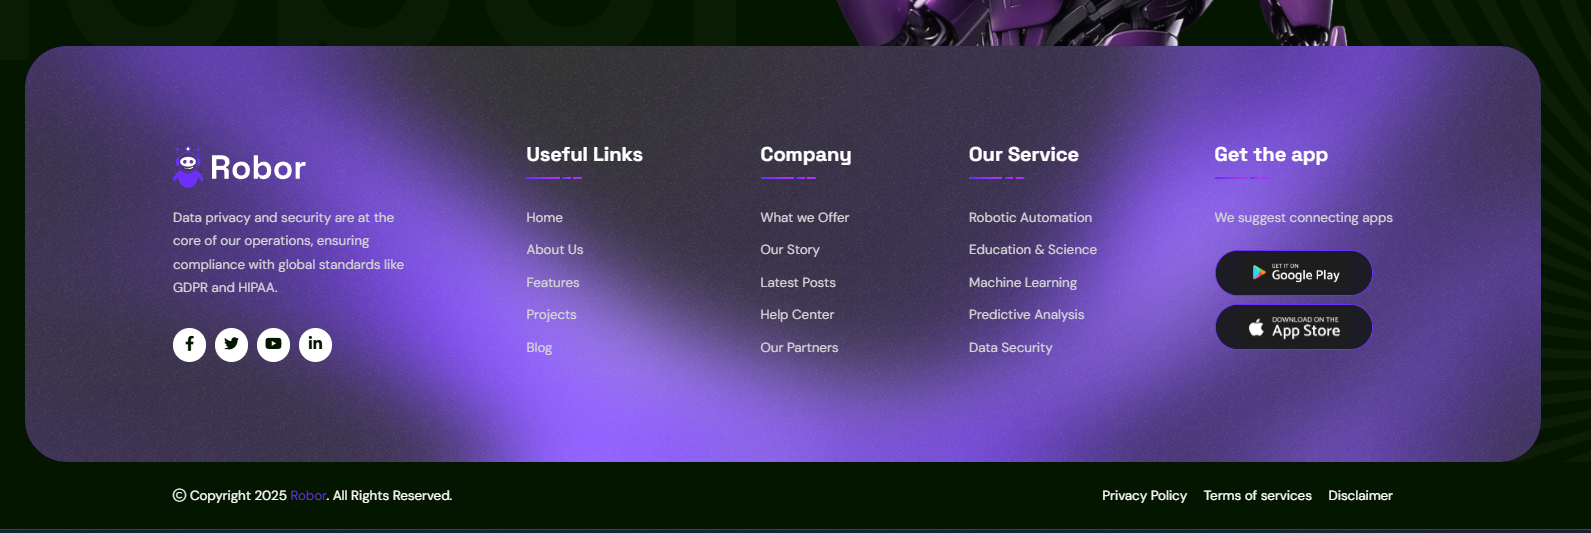 Robor
Data privacy and security are at the
core of our operations, ensuring
compliance with global standards like
GDPR and HIPAA.
Useful Links
Home
About Us
Features
Projects
Blog
Company
What we Offer
Our Story
Latest Posts
Help Center
Our Partners
Our Service
Robotic Automation
Education & Science
Machine Learning
Predictive Analysis
Data Security
Get the app
We suggest connecting apps
GET IT ON
Google Play
DOWNLOAD ON THE
App Store
© Copyright 2025 Robor. All Rights Reserved.
Privacy Policy Terms of services Disclaimer